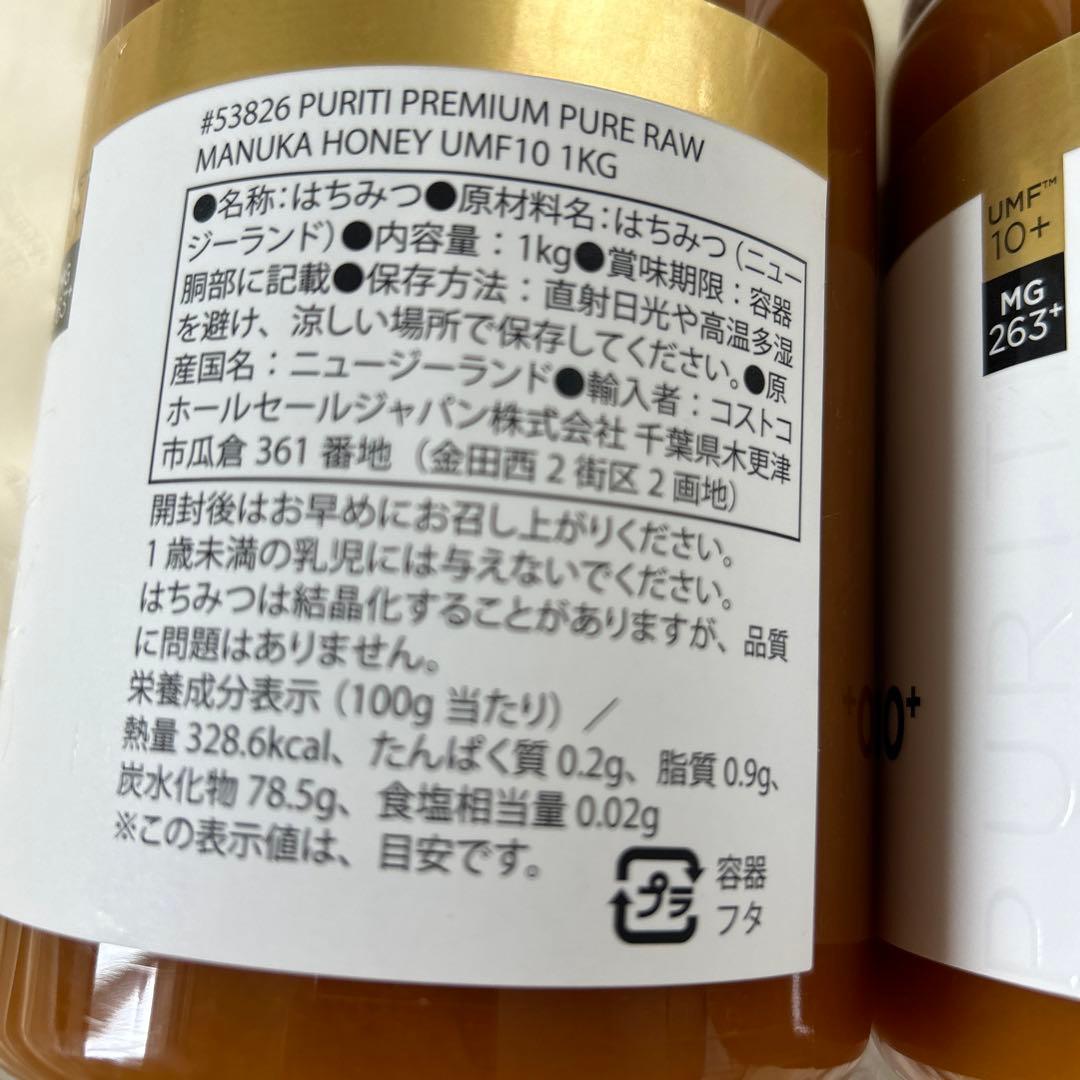 #53826 PURITI PREMIUM PURE RAW
MANUKA HONEY UMF10 1KG
●名称:はちみつ●原材料名:はちみつ(ニュー
ジーランド)●内容量:1kg●賞味期限:容器
胴部に記載●保存方法:直射日光や高温多湿
を避け、涼しい場所で保存してください。●原
産国名:ニュージーランド●輸入者:コストコ
ホールセールジャパン株式会社 千葉県木更津
市瓜倉 361 番地(金田西 2 街区 2 画地)
開封後はお早めにお召し上がりください。
1歳未満の乳児には与えないでください。
はちみつは結晶化することがありますが、品質
に問題はありません。
栄養成分表示(100g 当たり)/
熱量 328.6kcal、たんぱく質 0.2g、脂質 0.9g、
炭水化物 78.5g、食塩相当量 0.02g
※この表示値は、目安です。
プラ
容器
フタ
UMF™
10+
MG
263+
PURITI